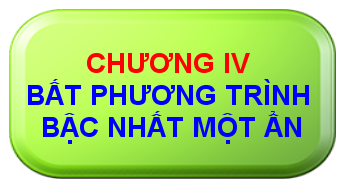 CHƯƠNG IV
BẤT PHƯƠNG TRÌNH
BẬC NHẤT MỘT ẨN